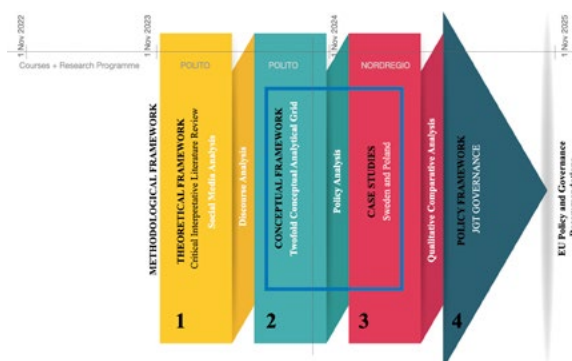 1 Nov 2022
1 Nov 2023
1 Nov 2024
1 Nov 2025
Courses + Research Programme
POLITO
POLITO
NORDREGIO
METHODOLOGICAL FRAMEWORK
THEORETICAL FRAMEWORK
Critical Interpretative Literature Review
Social Media Analysis
Discourse Analysis
CONCEPTUAL FRAMEWORK
Twofold Conceptual Analytical Grid
Policy Analysis
CASE STUDIES
Sweden and Poland
Qualitative Comparative Analysis
POLICY FRAMEWORK
JGT GOVERNANCE
EU Policy and Governance
1
2
3
4